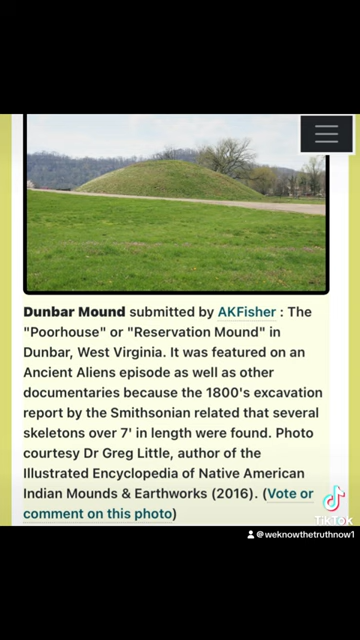 Dunbar Mound submitted by AKFisher : The
"Poorhouse" or "Reservation Mound" in
Dunbar, West Virginia. It was featured on an
Ancient Aliens episode as well as other
documentaries because the 1800's excavation
report by the Smithsonian related that several
skeletons over 7' in length were found. Photo
courtesy Dr Greg Little, author of the
Illustrated Encyclopedia of Native American
Indian Mounds & Earthworks (2016). (Vote or
comment on this photo)
TikTok
@weknowthetruthnow1